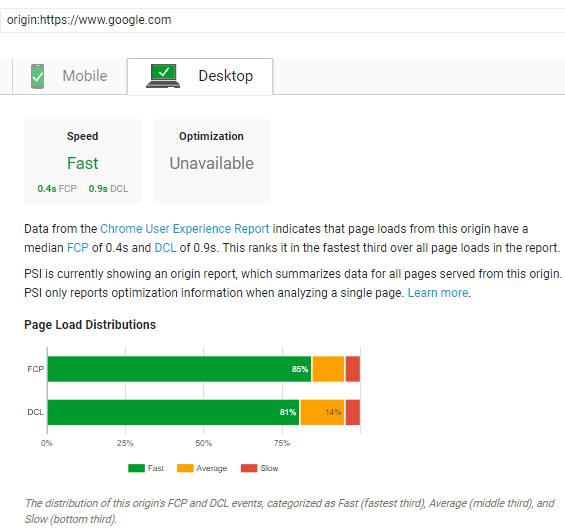 origin:https://www.google.com
Mobile
Desktop
Speed
Fast
0.4s FCP 0.9s DCL
Optimization
Unavailable
Data from the Chrome User Experience Report indicates that page loads from this origin have a
median FCP of 0.4s and DCL of 0.9s. This ranks it in the fastest third over all page loads in the report.
PSI is currently showing an origin report, which summarizes data for all pages served from this origin.
PSI only reports optimization information when analyzing a single page. Learn more.
Page Load Distributions
FCP 85%
DCL 81% 14%
0% 25% 50% 75%
Fast Average Slow
The distribution of this origin's FCP and DCL events, categorized as Fast (fastest third), Average (middle third), and
Slow (bottom third).